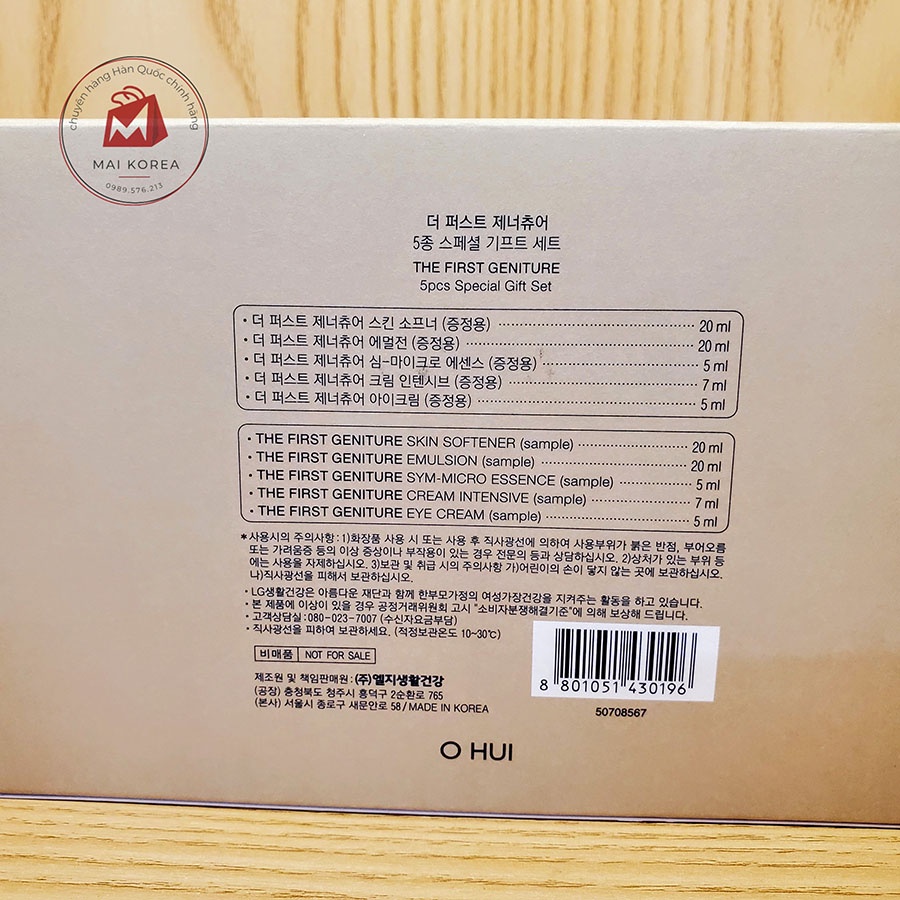 chuyên hàng Hàn Quốc chính hãng
M
MAI KOREA
0989.576.213
더 퍼스트 제너츄어
5종 스페셜 기프트 세트
THE FIRST GENITURE
5pcs Special Gift Set
• 더 퍼스트 제너츄어 스킨 소프너 (증정용) 20 ml
• 더 퍼스트 제너츄어 에멀전 (증정용) 20 ml
• 더 퍼스트 제너츄어 심-마이크로 에센스 (증정용) 5 ml
• 더 퍼스트 제너츄어 크림 인텐시브 (증정용) 7 ml
• 더 퍼스트 제너츄어 아이크림 (증정용) 5 ml
• THE FIRST GENITURE SKIN SOFTENER (sample) 20 ml
• THE FIRST GENITURE EMULSION (sample) 20 ml
• THE FIRST GENITURE SYM-MICRO ESSENCE (sample) 5 ml
• THE FIRST GENITURE CREAM INTENSIVE (sample) 7 ml
• THE FIRST GENITURE EYE CREAM (sample) 5 ml
* 사용시의 주의사항 : 1)화장품 사용 시 또는 사용 후 직사광선에 의하여 사용부위가 붉은 반점, 부어오름
또는 가려움증 등의 이상 증상이나 부작용이 있는 경우 전문의 등과 상담하십시오. 2)상처가 있는 부위 등
에는 사용을 자제하십시오. 3)보관 및 취급 시의 주의사항 가)어린이의 손이 닿지 않는 곳에 보관하십시오.
나)직사광선을 피해서 보관하십시오.
• LG생활건강은 아름다운 재단과 함께 한부모가정의 여성가장건강을 지켜주는 활동을 하고 있습니다.
• 본 제품에 이상이 있을 경우 공정거래위원회 고시 "소비자분쟁해결기준"에 의해 보상해 드립니다.
• 고객상담실 : 080-023-7007 (수신자요금부담)
• 직사광선을 피하여 보관하세요. (적정보관온도 10~30℃)
비매품 NOT FOR SALE
제조원 및 책임판매원 : (주)엘지생활건강
(공장) 충청북도 청주시 흥덕구 2순환로 765
(본사) 서울시 종로구 새문안로 58 / MADE IN KOREA
8 801051 430196
50708567
O HUI